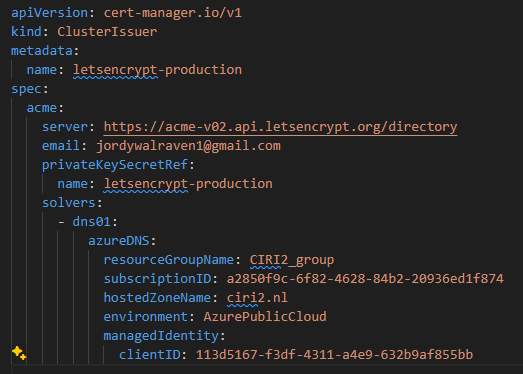 apiVersion: cert-manager.io/v1
kind: ClusterIssuer
metadata:
  name: letsencrypt-production
spec:
  acme:
    server: https://acme-v02.api.letsencrypt.org/directory
    email: jordywalraven1@gmail.com
    privateKeySecretRef:
      name: letsencrypt-production
    solvers:
      - dns01:
          azureDNS:
            resourceGroupName: CIRI2_group
            subscriptionID: a2850f9c-6f82-4628-84b2-20936ed1f874
            hostedZoneName: ciri2.nl
            environment: AzurePublicCloud
            managedIdentity:
              clientID: 113d5167-f3df-4311-a4e9-632b9af855bb